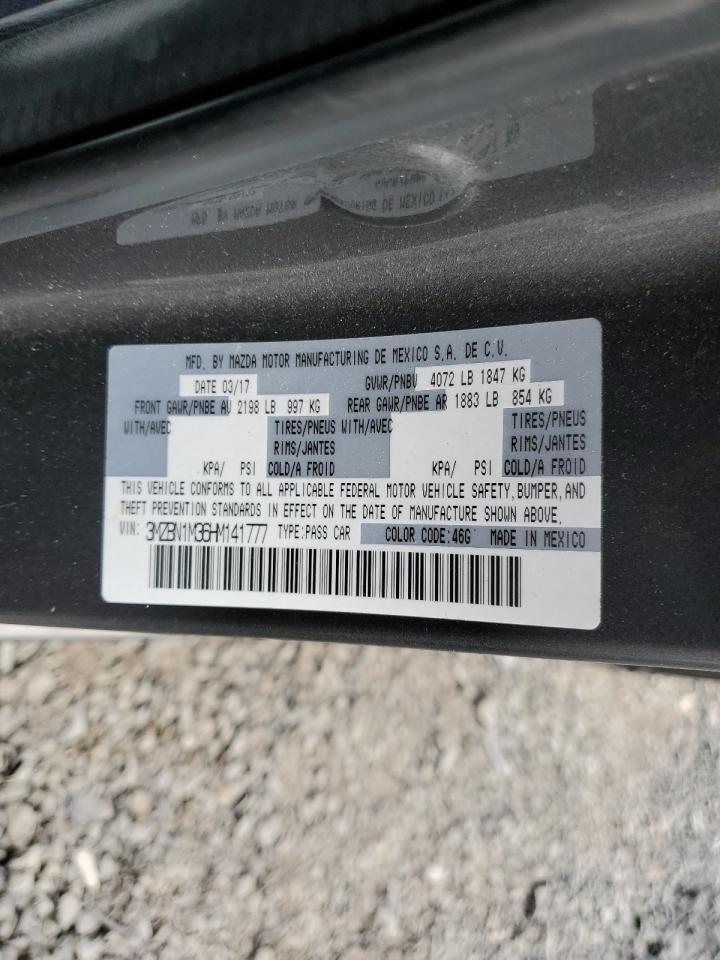 MFD. BY MAZDA MOTOR MANUFACTURING DE MEXICO S.A. DE C.V.
DATE 03/17 GVWR/PNBV 4072 LB 1847 KG
FRONT GAWR/PNBE AV 2198 LB 997 KG REAR GAWR/PNBE AR 1883 LB 854 KG
WITH/AVEC TIRES/PNEUS WITH/AVEC TIRES/PNEUS
RIMS/JANTES RIMS/JANTES
KPA/ PSI COLD/A FROID KPA/ PSI COLD/A FROID
THIS VEHICLE CONFORMS TO ALL APPLICABLE FEDERAL MOTOR VEHICLE SAFETY, BUMPER, AND
THEFT PREVENTION STANDARDS IN EFFECT ON THE DATE OF MANUFACTURE SHOWN ABOVE.
VIN: 3MZBN1M36HM141777 TYPE:PASS CAR COLOR CODE:46G MADE IN MEXICO